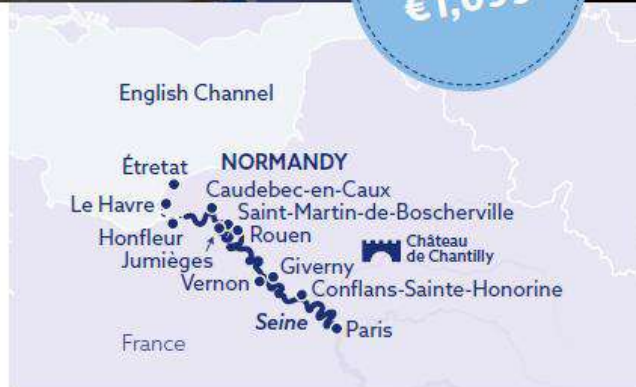 English Channel
Étretat
NORMANDY
Caudebec-en-Caux
Le Havre
Saint-Martin-de-Boscherville
Honfleur
Rouen
Château
de Chantilly
Jumièges
Giverny
Vernon
Conflans-Sainte-Honorine
Seine
Paris
France